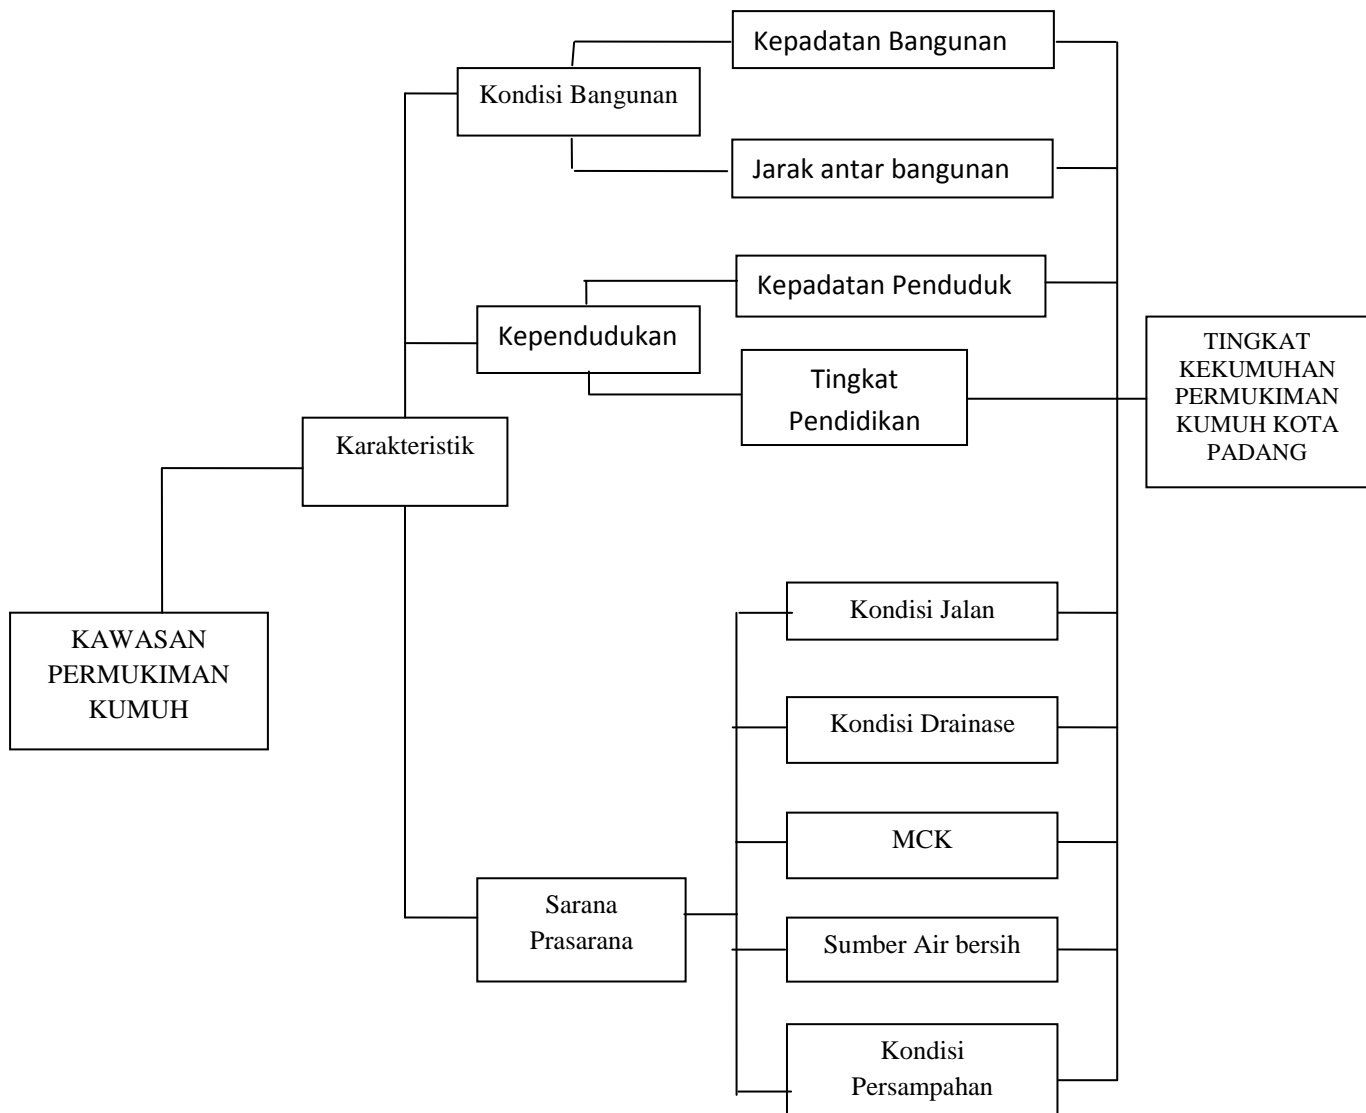 Kepadatan Bangunan
Kondisi Bangunan
Jarak antar bangunan
Kepadatan Penduduk
Kependudukan
Tingkat
Pendidikan
TINGKAT
KEKUMUHAN
PERMUKIMAN
KUMUH KOTA
PADANG
Karakteristik
Kondisi Jalan
KAWASAN
PERMUKIMAN
KUMUH
Kondisi Drainase
MCK
Sarana
Prasarana
Sumber Air bersih
Kondisi
Persampahan